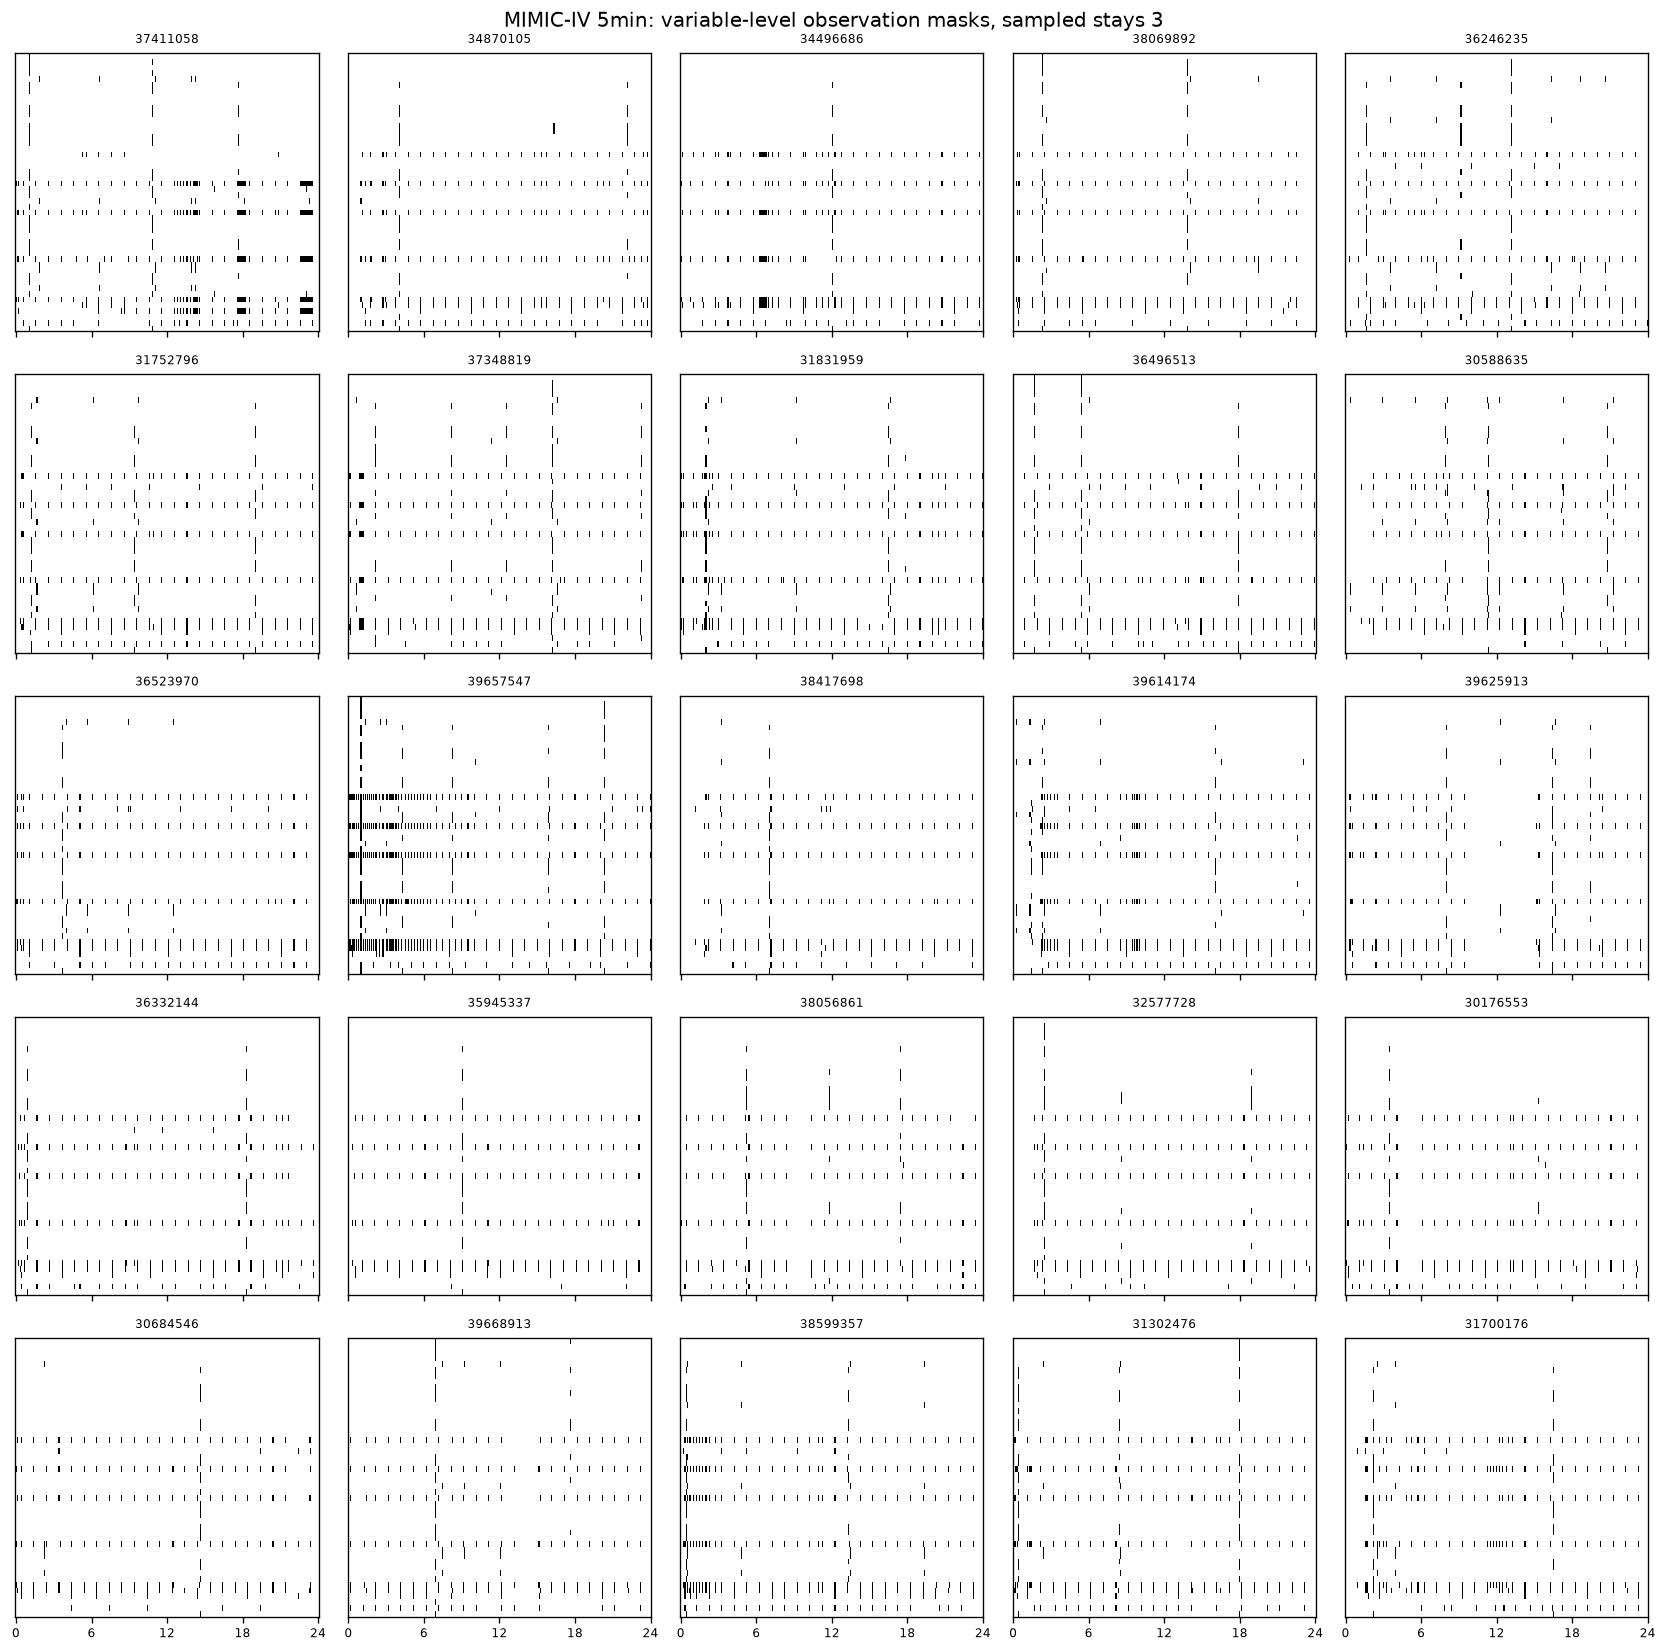 MIMIC-IV 5min: variable-level observation masks, sampled stays 3
37411058 34870105 34496686 38069892 36246235
31752796 37348819 31831959 36496513 30588635
36523970 39657547 38417698 39614174 39625913
36332144 35945337 38056861 32577728 30176553
30684546 39668913 38599357 31302476 31700176
0 6 12 18 24 0 6 12 18 24 0 6 12 18 24 0 6 12 18 24 0 6 12 18 24